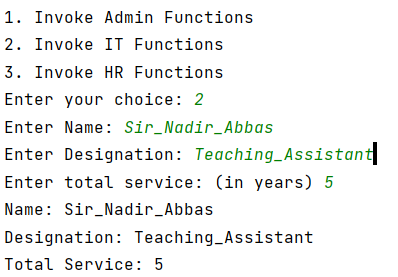 1. Invoke Admin Functions
2. Invoke IT Functions
3. Invoke HR Functions
Enter your choice: 2
Enter Name: Sir_Nadir_Abbas
Enter Designation: Teaching_Assistant
Enter total service: (in years) 5
Name: Sir_Nadir_Abbas
Designation: Teaching_Assistant
Total Service: 5